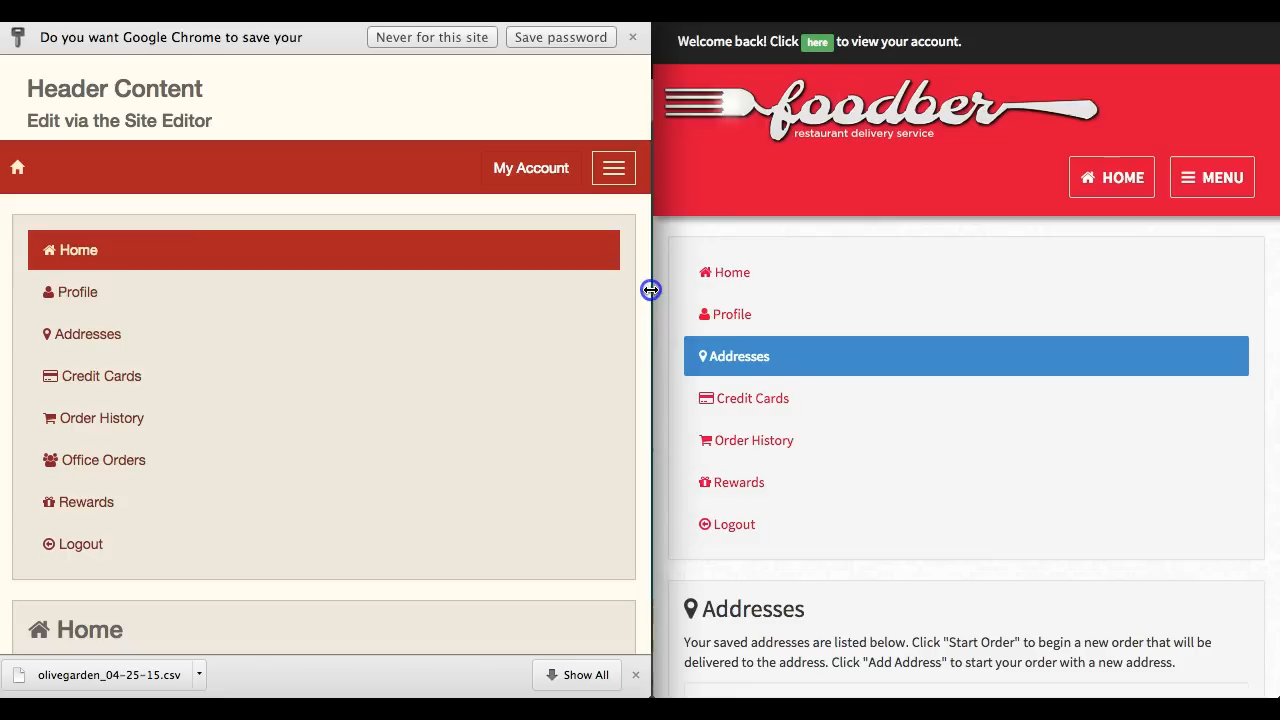 Do you want Google Chrome to save your
Never for this site
Save password
Header Content
Edit via the Site Editor
My Account
Home
Profile
Addresses
Credit Cards
Order History
Office Orders
Rewards
Logout
Home
olivegarden_04-25-15.csv
Show All
Welcome back! Click here to view your account.
foodber
restaurant delivery service
HOME
MENU
Home
Profile
Addresses
Credit Cards
Order History
Rewards
Logout
Addresses
Your saved addresses are listed below. Click "Start Order" to begin a new order that will be
delivered to the address. Click "Add Address" to start your order with a new address.